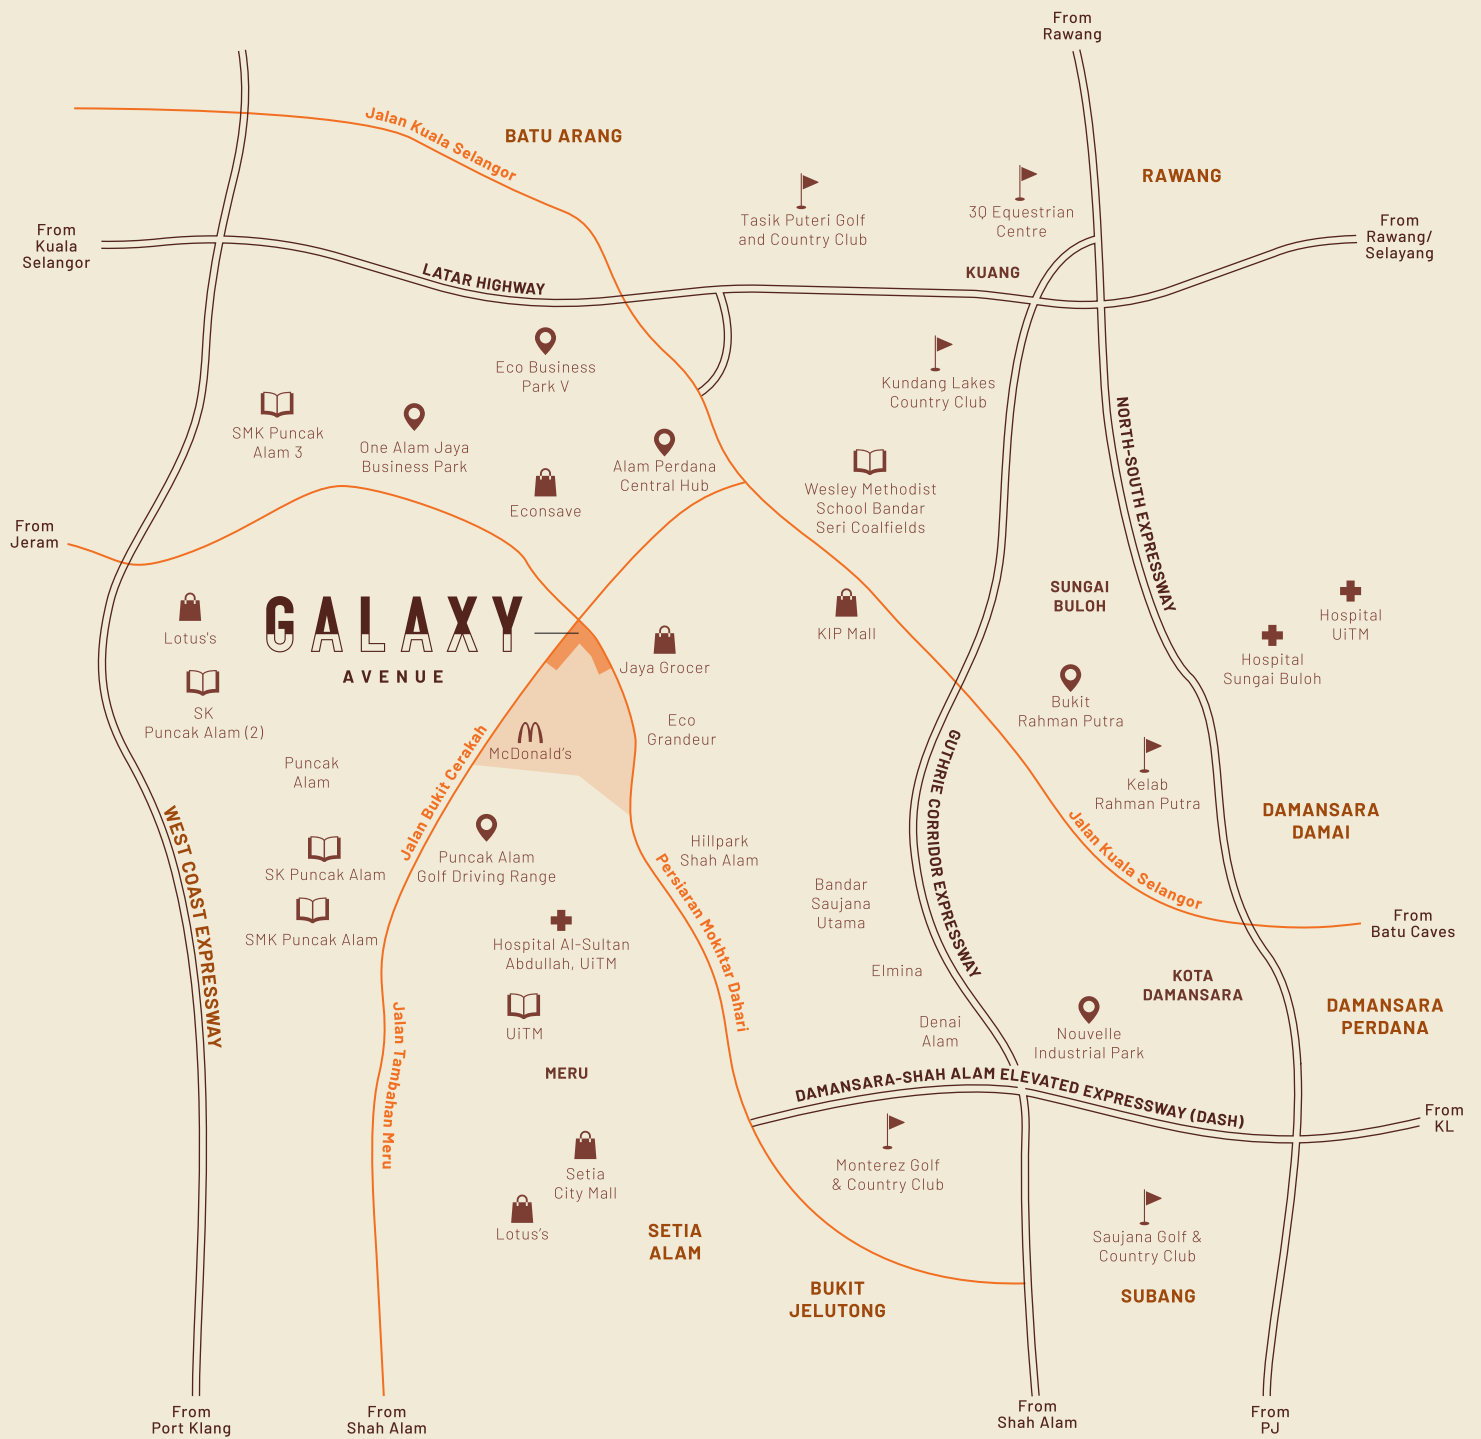 From
Rawang
Jalan Kuala Selangor
BATU ARANG
RAWANG
Tasik Puteri Golf
and Country Club
3Q Equestrian
Centre
From
Kuala
Selangor
From
Rawang/
Selayang
KUANG
LATAR HIGHWAY
Eco Business
Park V
Kundang Lakes
Country Club
SMK Puncak
Alam 3
One Alam Jaya
Business Park
Alam Perdana
Central Hub
Econsave
Wesley Methodist
School Bandar
Seri Coalfields
NORTH-SOUTH EXPRESSWAY
From
Jeram
Lotus's
GALAXY
AVENUE
Jaya Grocer
KIP Mall
SUNGAI
BULOH
Hospital
UiTM
Hospital
Sungai Buloh
SK
Puncak Alam (2)
Bukit
Rahman Putra
Eco
Grandeur
McDonald's
Puncak
Alam
Jalan Bukit Cerakah
GUTHRIE CORRIDOR EXPRESSWAY
Kelab
Rahman Putra
DAMANSARA
DAMAI
WEST COAST EXPRESSWAY
Jalan Kuala Selangor
SK Puncak Alam
Puncak Alam
Golf Driving Range
Hillpark
Shah Alam
Persiaran Mokhtar Dahari
Bandar
Saujana
Utama
SMK Puncak Alam
Hospital Al-Sultan
Abdullah, UiTM
From
Batu Caves
Elmina
KOTA
DAMANSARA
DAMANSARA
PERDANA
Jalan Tambahan Meru
UiTM
Denai
Alam
Nouvelle
Industrial Park
MERU
DAMANSARA-SHAH ALAM ELEVATED EXPRESSWAY (DASH)
From
KL
Setia
City Mall
Monterez Golf
& Country Club
Lotus's
SETIA
ALAM
Saujana Golf &
Country Club
BUKIT
JELUTONG
SUBANG
From
Port Klang
From
Shah Alam
From
Shah Alam
From
PJ